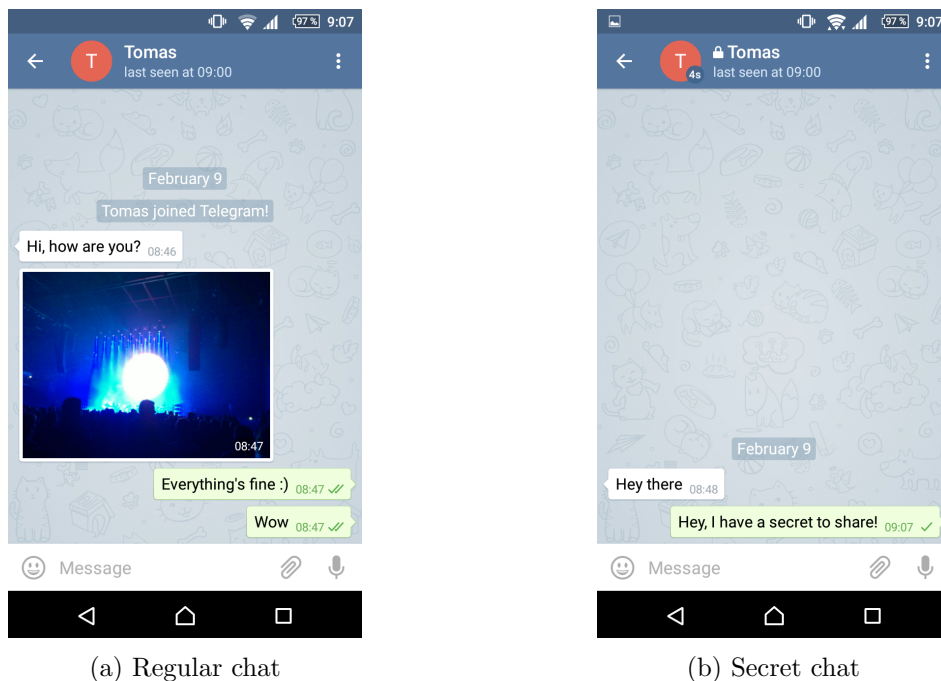 97% 9:07
T
Tomas
last seen at 09:00
February 9
Tomas joined Telegram!
Hi, how are you? 08:46
08:47
Everything's fine :) 08:47
Wow 08:47
Message
(a) Regular chat
97% 9:07
T
4s
Tomas
last seen at 09:00
February 9
Hey there 08:48
Hey, I have a secret to share! 09:07
Message
(b) Secret chat